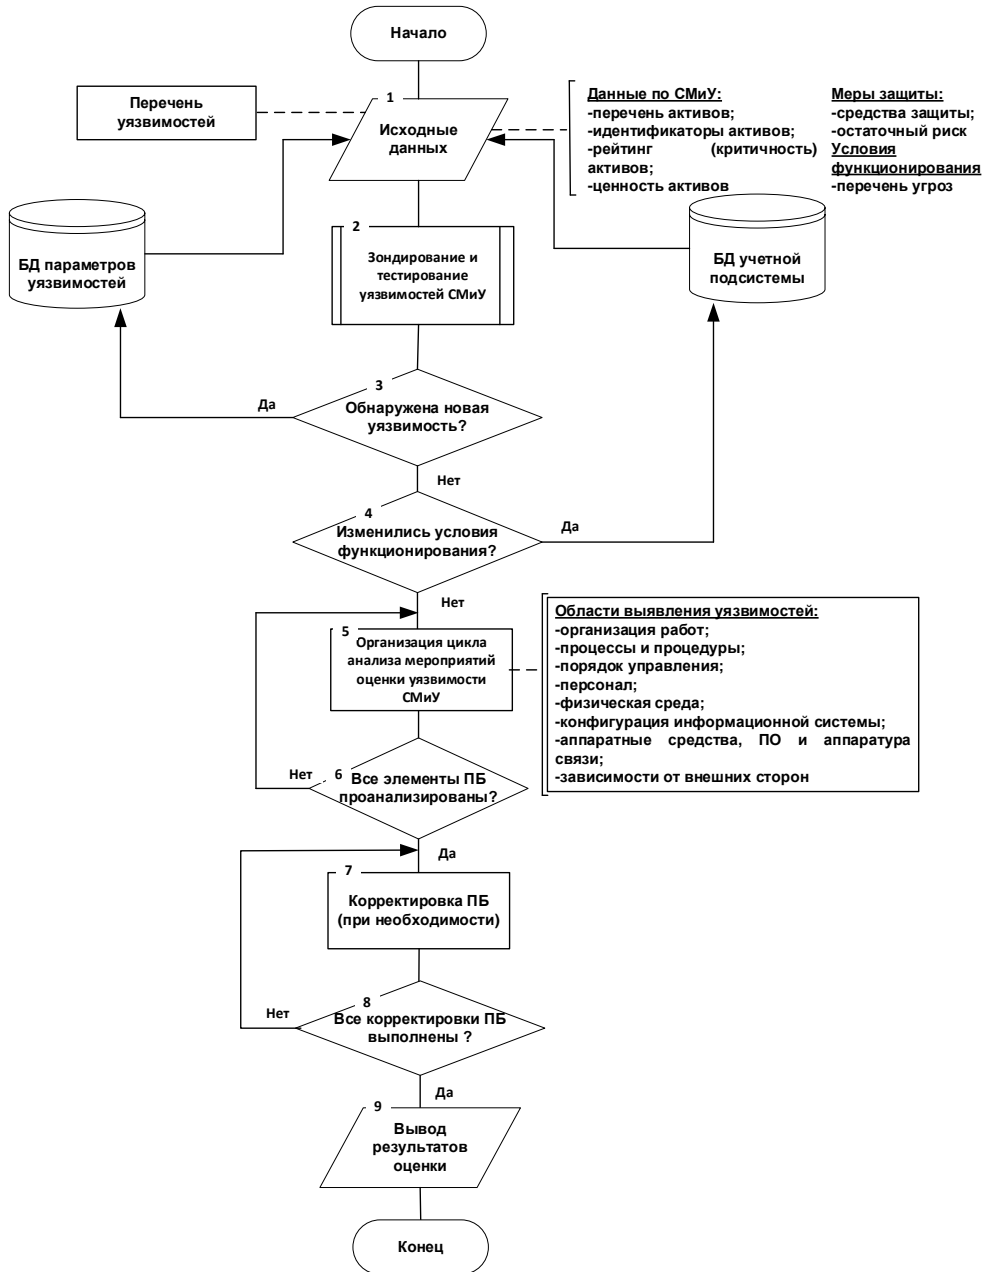 Начало
Перечень
уязвимостей
1
Исходные
данных
Данные по СМиУ:
-перечень активов;
-идентификаторы активов;
-рейтинг (критичность)
активов;
-ценность активов
Меры защиты:
-средства защиты;
-остаточный риск
Условия
функционирования
-перечень угроз
БД параметров
уязвимостей
2
Зондирование и
тестирование
уязвимостей СМиУ
БД учетной
подсистемы
3
Обнаружена новая
уязвимость?
Да
Нет
4
Изменились условия
функционирования?
Да
Нет
5
Организация цикла
анализа мероприятий
оценки уязвимости
СМиУ
Области выявления уязвимостей:
-организация работ;
-процессы и процедуры;
-порядок управления;
-персонал;
-физическая среда;
-конфигурация информационной системы;
-аппаратные средства, ПО и аппаратура
связи;
-зависимости от внешних сторон
Нет
6
Все элементы ПБ
проанализированы?
Да
7
Корректировка ПБ
(при необходимости)
8
Нет
Все корректировки ПБ
выполнены ?
Да
9
Вывод
результатов
оценки
Конец